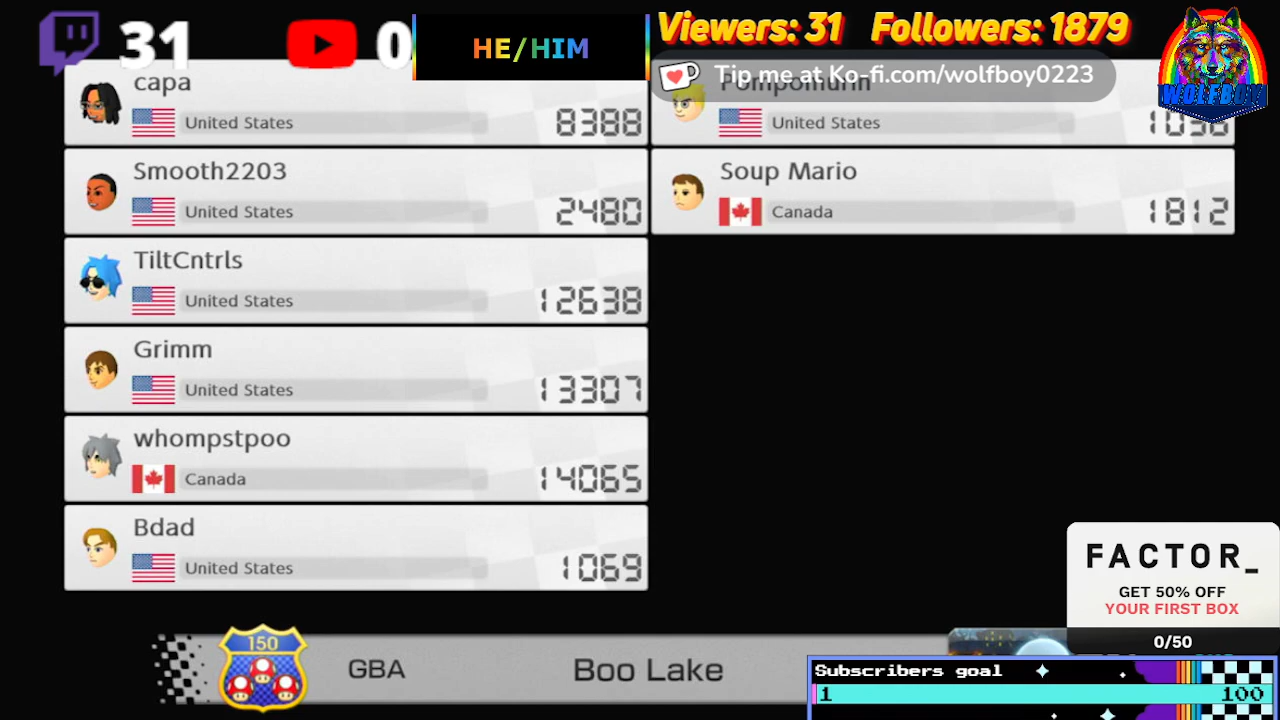 31
0
HE/HIM
Viewers: 31 Followers: 1879
Tip me at Ko-fi.com/wolfboy0223
WOLFBOY
capa
United States
8388
Pompomurin
United States
Smooth2203
United States
2480
Soup Mario
Canada
1812
TiltCntrls
United States
12638
Grimm
United States
13307
whompstpoo
Canada
14065
Bdad
United States
1069
FACTOR_
GET 50% OFF
YOUR FIRST BOX
0/50
150
GBA
Boo Lake
Subscribers goal
1
100